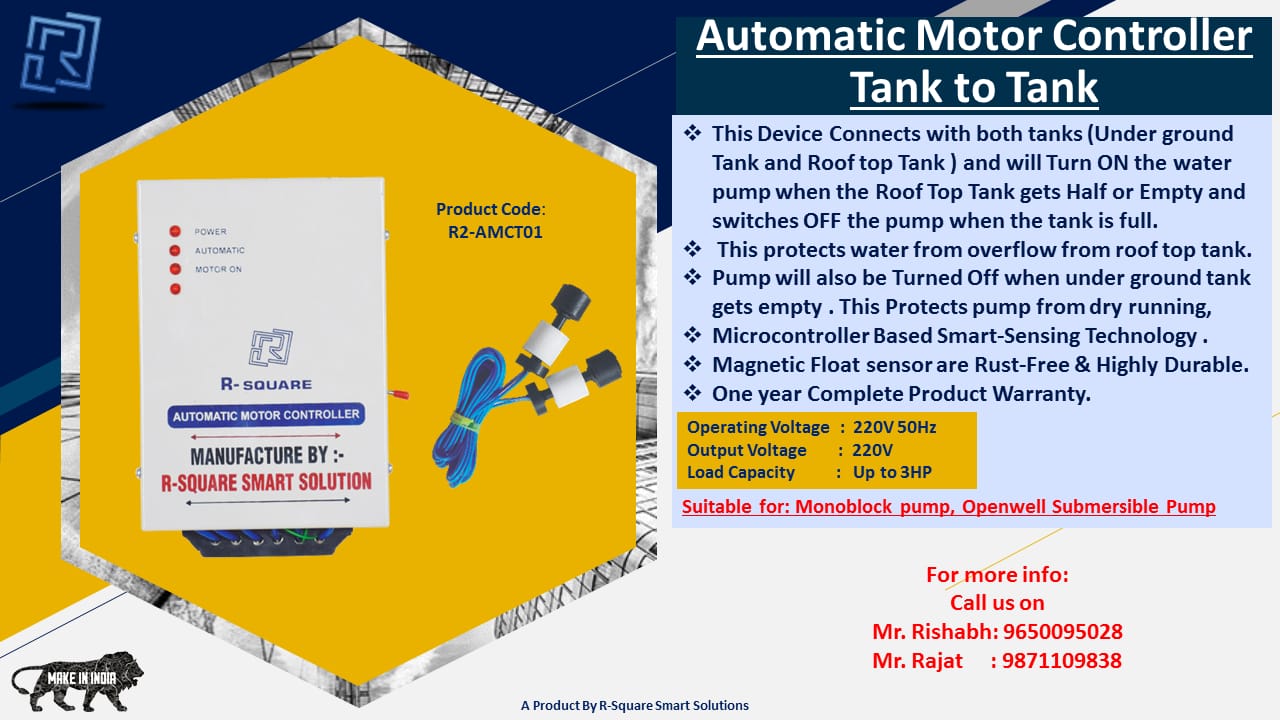 Automatic Motor Controller
Tank to Tank
❖ This Device Connects with both tanks (Under ground
Tank and Roof top Tank ) and will Turn ON the water
pump when the Roof Top Tank gets Half or Empty and
switches OFF the pump when the tank is full.
❖ This protects water from overflow from roof top tank.
❖ Pump will also be Turned Off when under ground tank
gets empty . This Protects pump from dry running,
❖ Microcontroller Based Smart-Sensing Technology .
❖ Magnetic Float sensor are Rust-Free & Highly Durable.
❖ One year Complete Product Warranty.
Operating Voltage : 220V 50Hz
Output Voltage : 220V
Load Capacity : Up to 3HP
Suitable for: Monoblock pump, Openwell Submersible Pump
For more info:
Call us on
Mr. Rishabh: 9650095028
Mr. Rajat : 9871109838
Product Code:
R2-AMCT01
POWER
AUTOMATIC
MOTOR ON
R-SQUARE
AUTOMATIC MOTOR CONTROLLER
MANUFACTURE BY :-
R-SQUARE SMART SOLUTION
MAKE IN INDIA
A Product By R-Square Smart Solutions